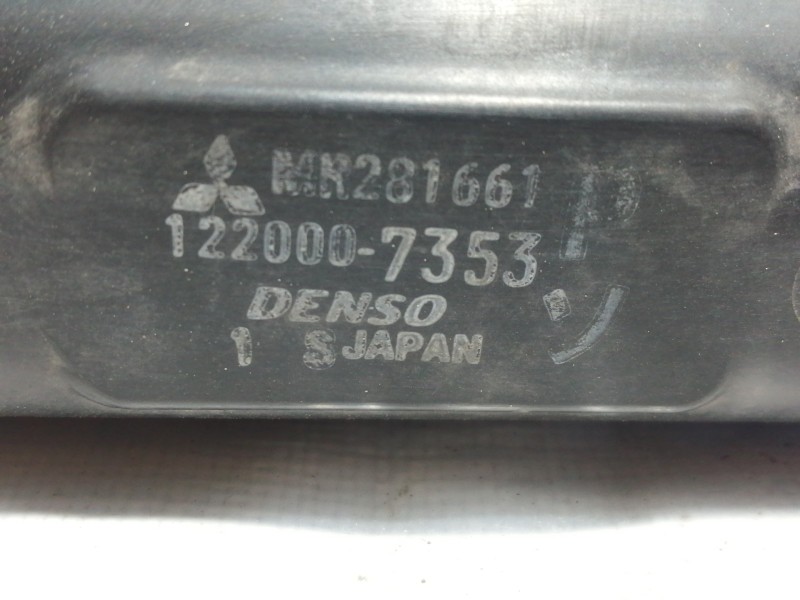 MR281661
122000-7353
DENSO
1 S JAPAN